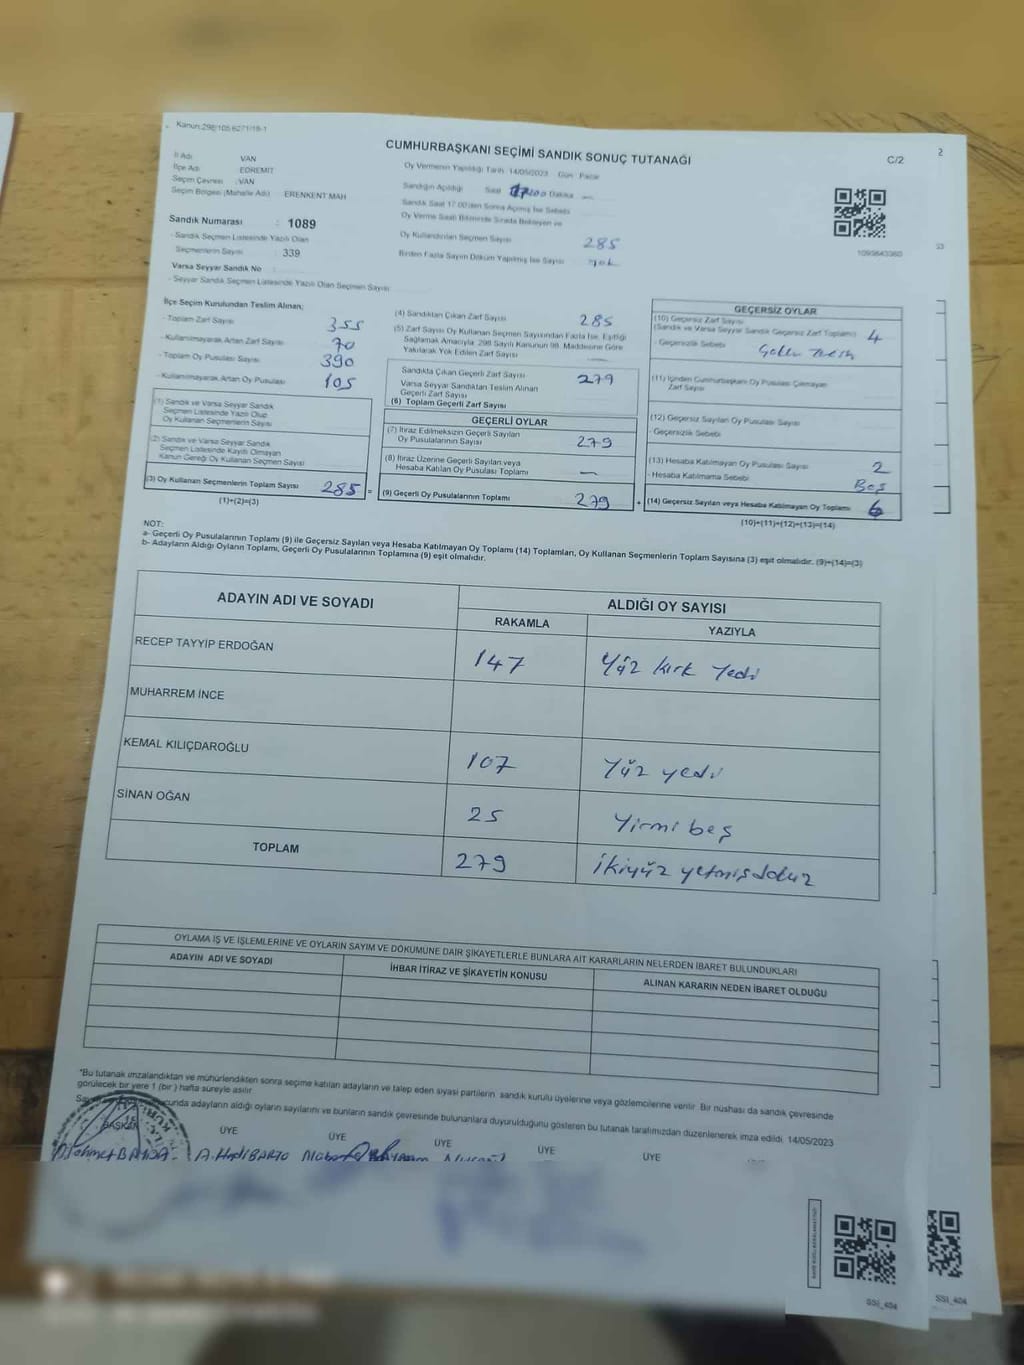 Kanun:298/105 6271/18-1
CUMHURBAŞKANI SEÇİMİ SANDIK SONUÇ TUTANAĞI
C/2
2
İl Adı VAN
İlçe Adı EDREMIT
Seçim Çevresi : VAN
Seçim Bölgesi (Mahalle Adı) ERENKENT MAH
Sandık Numarası : 1089
- Sandık Seçmen Listesinde Yazılı Olan
Seçmenlerin Sayısı : 339
Varsa Seyyar Sandık No
- Seyyar Sandık Seçmen Listesinde Yazılı Olan Seçmen Sayısı
Oy Vermenin Yapıldığı Tarih 14/05/2023 Gün Pazar
Sandığın Açıldığı Saat Dakika
Sandık Saat 17.00'den Sonra Açılmış İse Sebebi
Oy Verme Saati Bitiminde Sırada Bekleyen ve
Oy Kullandırılan Seçmen Sayısı 285
Birden Fazla Sayım Döküm Yapılmış İse Sayısı yok
1099843360
33
İlçe Seçim Kurulundan Teslim Alınan;
- Toplam Zarf Sayısı 355
- Kullanılmayarak Artan Zarf Sayısı 70
- Toplam Oy Pusulası Sayısı 390
- Kullanılmayarak Artan Oy Pusulası 105
(1) Sandık ve Varsa Seyyar Sandık
Seçmen Listesinde Yazılı Olup
Oy Kullanan Seçmenlerin Sayısı
(2) Sandık ve Varsa Seyyar Sandık
Seçmen Listesinde Kayıtlı Olmayan
Kanun Gereği Oy Kullanan Seçmen Sayısı
(3) Oy Kullanan Seçmenlerin Toplam Sayısı 285 =
(1)+(2)=(3)
(4) Sandıktan Çıkan Zarf Sayısı 285
(5) Zarf Sayısı Oy Kullanan Seçmen Sayısından Fazla İse, Eşitliği
Sağlamak Amacıyla; 298 Sayılı Kanunun 98. Maddesine Göre
Yakılarak Yok Edilen Zarf Sayısı —
Sandıkta Çıkan Geçerli Zarf Sayısı 279
Varsa Seyyar Sandıktan Teslim Alınan
Geçerli Zarf Sayısı
(6) Toplam Geçerli Zarf Sayısı
GEÇERLİ OYLAR
(7) İtiraz Edilmeksizin Geçerli Sayılan
Oy Pusulalarının Sayısı 279
(8) İtiraz Üzerine Geçerli Sayılan veya
Hesaba Katılan Oy Pusulası Toplamı —
(9) Geçerli Oy Pusulalarının Toplamı 279 +
GEÇERSİZ OYLAR
(10) Geçersiz Zarf Sayısı
(Sandık ve Varsa Seyyar Sandık Geçersiz Zarf Toplamı) 4
- Geçersizlik Sebebi
(11) İçinden Cumhurbaşkanı Oy Pusulası Çıkmayan
Zarf Sayısı
(12) Geçersiz Sayılan Oy Pusulası Sayısı
- Geçersizlik Sebebi
(13) Hesaba Katılmayan Oy Pusulası Sayısı 2
- Hesaba Katılmama Sebebi Boş
(14) Geçersiz Sayılan veya Hesaba Katılmayan Oy Toplamı 6
(10)+(11)+(12)+(13)=(14)
NOT:
a- Geçerli Oy Pusulalarının Toplamı (9) ile Geçersiz Sayılan veya Hesaba Katılmayan Oy Toplamı (14) Toplamları, Oy Kullanan Seçmenlerin Toplam Sayısına (3) eşit olmalıdır. (9)+(14)=(3)
b- Adayların Aldığı Oyların Toplamı, Geçerli Oy Pusulalarının Toplamına (9) eşit olmalıdır.
ADAYIN ADI VE SOYADI
ALDIĞI OY SAYISI
RAKAMLA YAZIYLA
RECEP TAYYİP ERDOĞAN 147 Yüz kırk Yedi
MUHARREM İNCE
KEMAL KILIÇDAROĞLU 107 Yüz yedi
SİNAN OĞAN 25 Yirmi beş
TOPLAM 279 ikiyüz yetmişdokuz
OYLAMA İŞ VE İŞLEMLERİNE VE OYLARIN SAYIM VE DÖKÜMÜNE DAİR ŞİKAYETLERLE BUNLARA AİT KARARLARIN NELERDEN İBARET BULUNDUKLARI
ADAYIN ADI VE SOYADI İHBAR İTİRAZ VE ŞİKAYETİN KONUSU ALINAN KARARIN NEDEN İBARET OLDUĞU
*Bu tutanak imzalandıktan ve mühürlendikten sonra seçime katılan adayların ve talep eden siyasi partilerin sandık kurulu üyelerine veya gözlemcilerine verilir. Bir nüshası da sandık çevresinde
görülecek bir yere 1 (bir) hafta süreyle asılır
adayların aldığı oyların sayılarını ve bunların sandık çevresinde bulunanlara duyurulduğunu gösteren bu tutanak tarafımızdan düzenlenerek imza edildi. 14/05/2023
BAŞKAN ÜYE ÜYE ÜYE ÜYE ÜYE
SSİ_404 SSİ_404